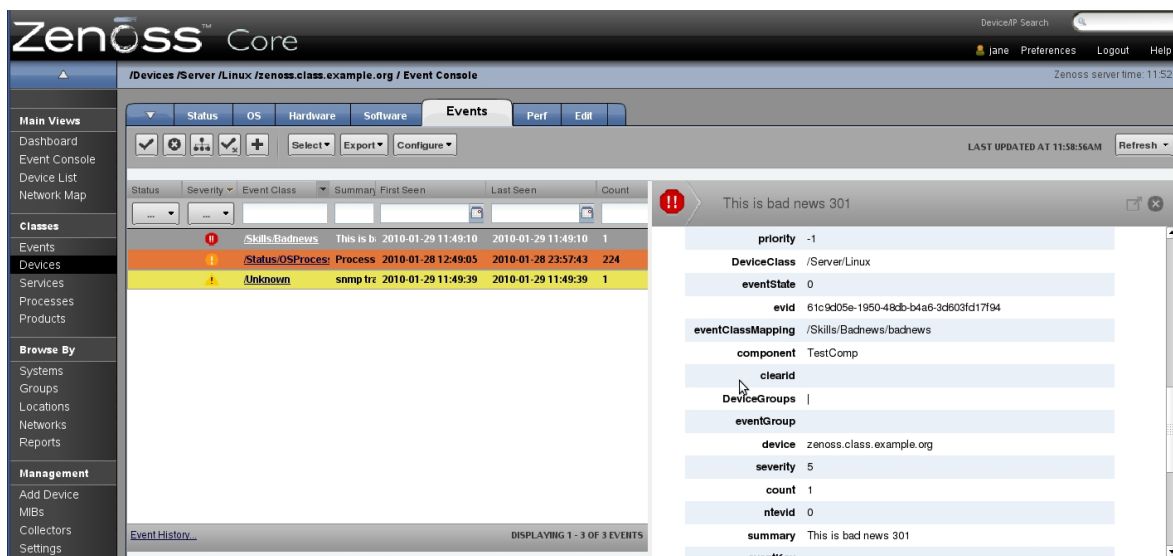 Zenoss™ Core
Device/IP Search
jane Preferences Logout Help
/Devices /Server /Linux /zenoss.class.example.org / Event Console
Zenoss server time: 11:52
Main Views
Dashboard
Event Console
Device List
Network Map
Classes
Events
Devices
Services
Processes
Products
Browse By
Systems
Groups
Locations
Networks
Reports
Management
Add Device
MIBs
Collectors
Settings
Status OS Hardware Software Events Perf Edit
Select Export Configure
LAST UPDATED AT 11:58:56AM Refresh
Status Severity Event Class Summary First Seen Last Seen Count
... ...
/Skills/Badnews This is b 2010-01-29 11:49:10 2010-01-29 11:49:10 1
/Status/OSProces Process 2010-01-28 12:49:05 2010-01-28 23:57:43 224
/Unknown snmp tra 2010-01-29 11:49:39 2010-01-29 11:49:39 1
Event History... DISPLAYING 1 - 3 OF 3 EVENTS
This is bad news 301
priority -1
DeviceClass /Server/Linux
eventState 0
evid 61c9d05e-1950-48db-b4a6-3d603fd17f94
eventClassMapping /Skills/Badnews/badnews
component TestComp
clearid
DeviceGroups |
eventGroup
device zenoss.class.example.org
severity 5
count 1
ntevid 0
summary This is bad news 301